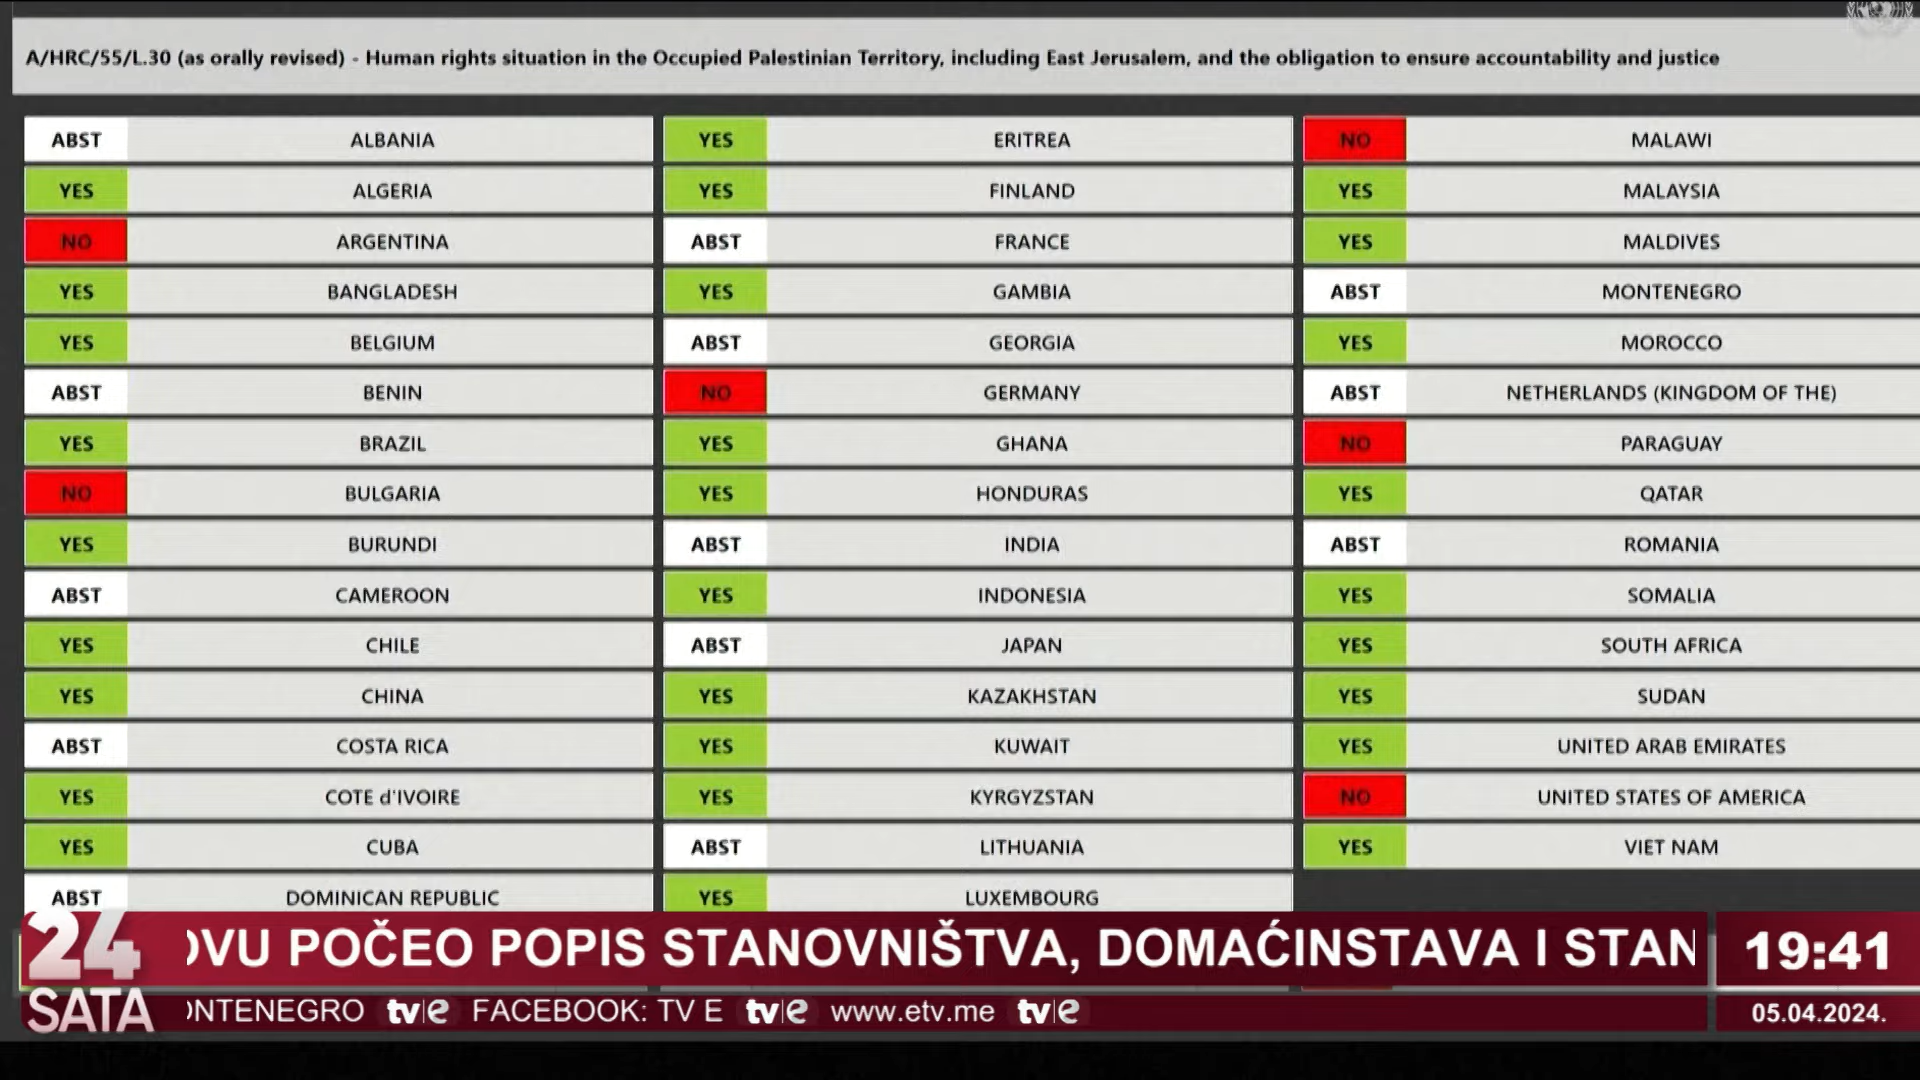 A/HRC/55/L.30 (as orally revised) - Human rights situation in the Occupied Palestinian Territory, including East Jerusalem, and the obligation to ensure accountability and justice
ABST ALBANIA
YES ALGERIA
NO ARGENTINA
YES BANGLADESH
YES BELGIUM
ABST BENIN
YES BRAZIL
NO BULGARIA
YES BURUNDI
ABST CAMEROON
YES CHILE
YES CHINA
ABST COSTA RICA
YES COTE d'IVOIRE
YES CUBA
ABST DOMINICAN REPUBLIC
YES ERITREA
YES FINLAND
ABST FRANCE
YES GAMBIA
ABST GEORGIA
NO GERMANY
YES GHANA
YES HONDURAS
ABST INDIA
YES INDONESIA
ABST JAPAN
YES KAZAKHSTAN
YES KUWAIT
YES KYRGYZSTAN
ABST LITHUANIA
YES LUXEMBOURG
NO MALAWI
YES MALAYSIA
YES MALDIVES
ABST MONTENEGRO
YES MOROCCO
ABST NETHERLANDS (KINGDOM OF THE)
NO PARAGUAY
YES QATAR
ABST ROMANIA
YES SOMALIA
YES SOUTH AFRICA
YES SUDAN
YES UNITED ARAB EMIRATES
NO UNITED STATES OF AMERICA
YES VIET NAM
24
SATA
OVU POČEO POPIS STANOVNIŠTVA, DOMAĆINSTAVA I STAN
19:41
ONTENEGRO tv|e FACEBOOK: TV E tv|e www.etv.me tv|e
05.04.2024.